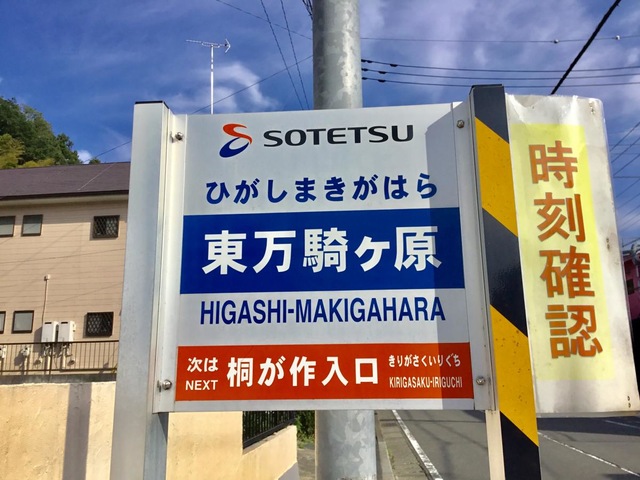 SOTETSU
ひがしまきがはら
東万騎ヶ原
HIGASHI-MAKIGAHARA
次は
NEXT
桐が作入口
きりがさくいりぐち
KIRIGASAKU-IRIGUCHI
時刻確認